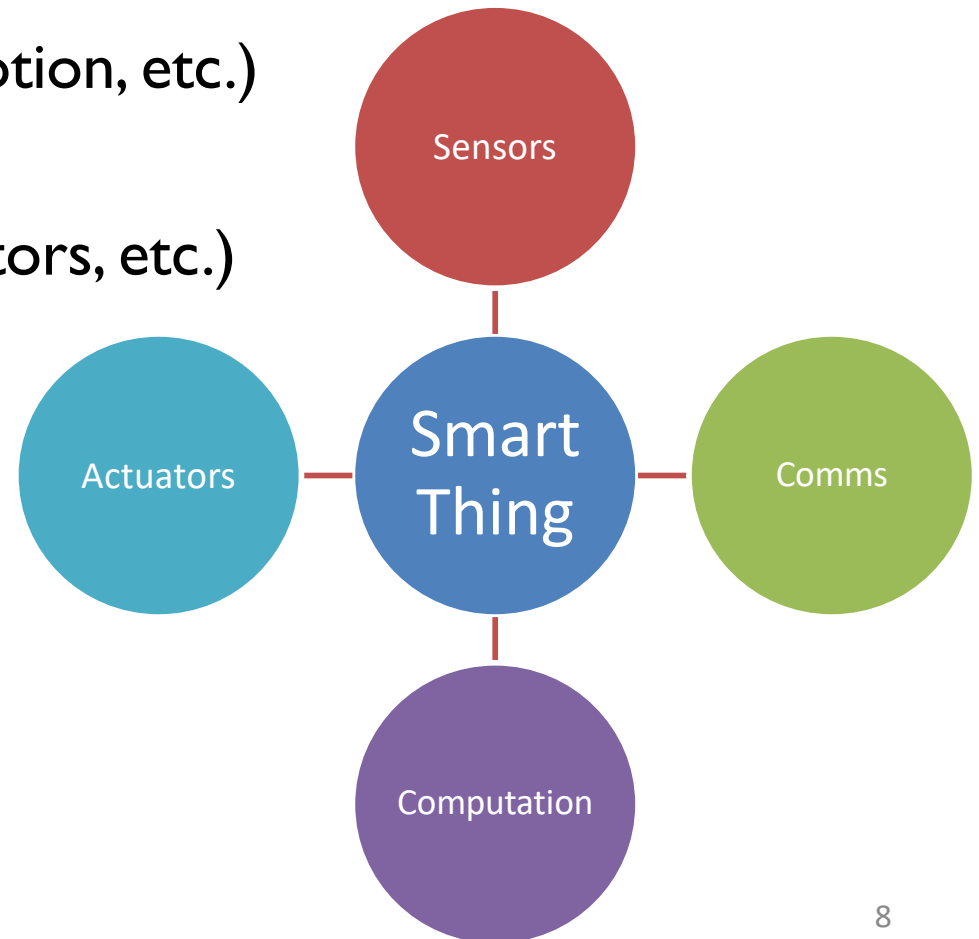 otion, etc.)
Sensors
tors, etc.)
Smart
Thing
Actuators
Comms
Computation
8